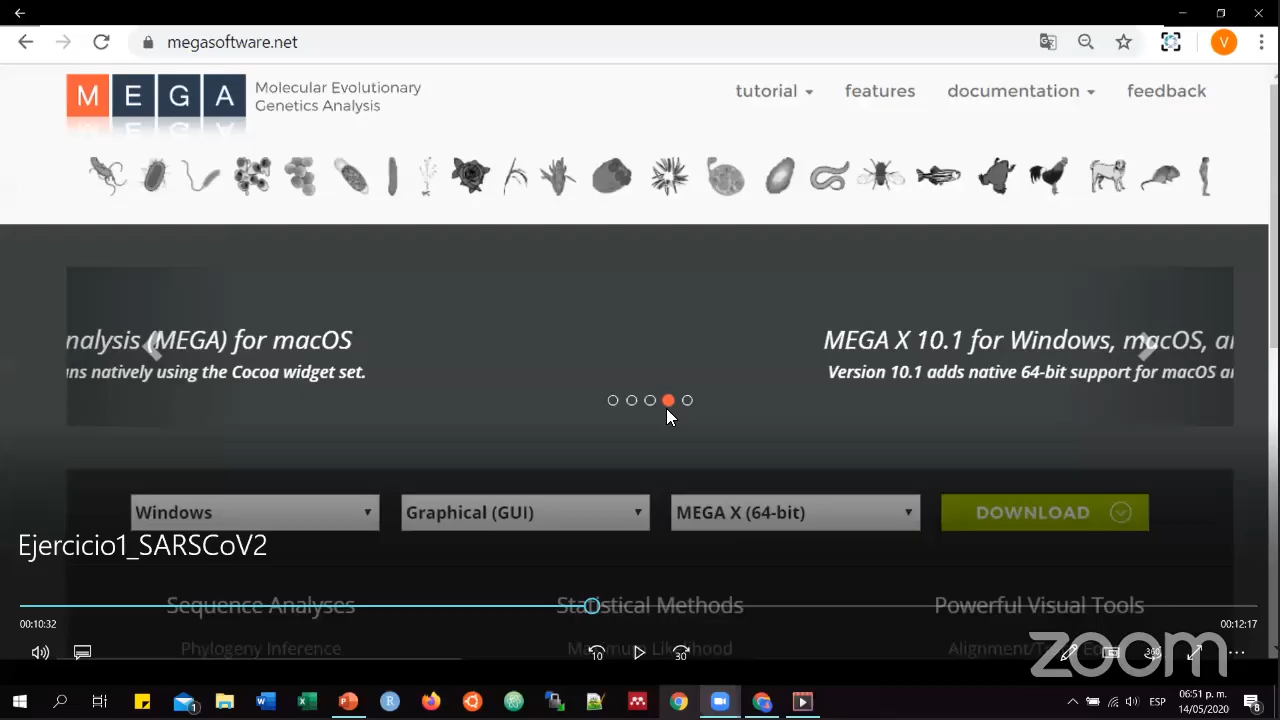 megasoftware.net
V
M E G A
Molecular Evolutionary
Genetics Analysis
tutorial
features
documentation
feedback
nalysis (MEGA) for macOS
ins natively using the Cocoa widget set.
MEGA X 10.1 for Windows, macOS, a
Version 10.1 adds native 64-bit support for macOS a
Windows
Graphical (GUI)
MEGA X (64-bit)
DOWNLOAD
Ejercicio1_SARSCoV2
Sequence Analyses
Statistical Methods
Powerful Visual Tools
00:10:32
00:12:17
Phylogeny Inference
Maximum Likelihood
10
30
zoom
ESP
06:51 p. m.
14/05/2020